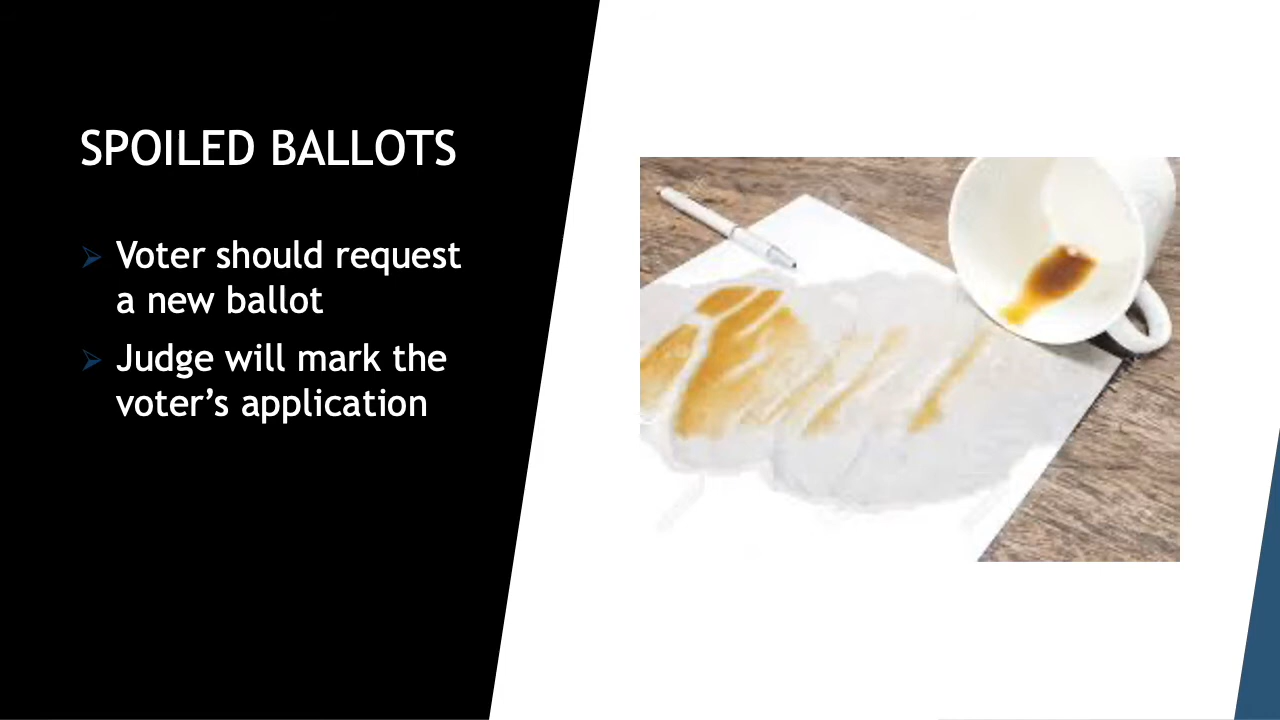 SPOILED BALLOTS
Voter should request
a new ballot
Judge will mark the
voter’s application